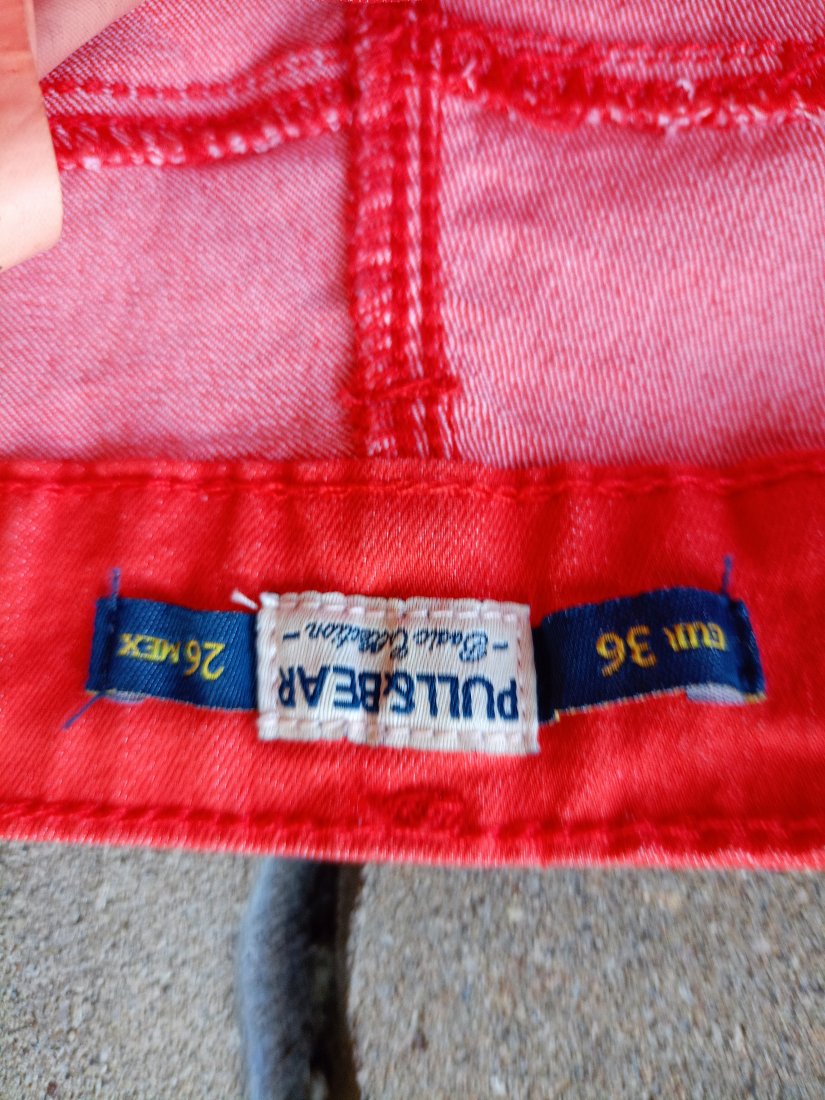 EUR 36
PULL&BEAR
- Basic Collection -
26 MEX